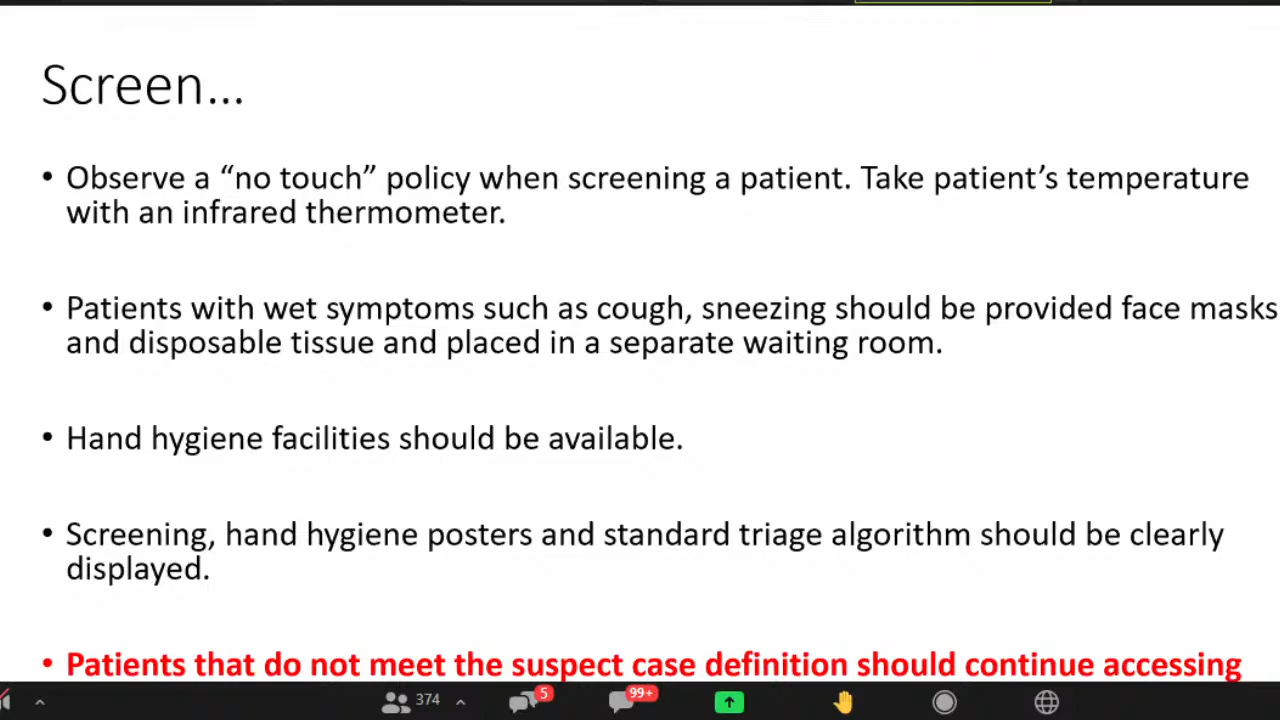 Screen...
• Observe a “no touch” policy when screening a patient. Take patient’s temperature
with an infrared thermometer.
• Patients with wet symptoms such as cough, sneezing should be provided face masks
and disposable tissue and placed in a separate waiting room.
• Hand hygiene facilities should be available.
• Screening, hand hygiene posters and standard triage algorithm should be clearly
displayed.
• Patients that do not meet the suspect case definition should continue accessing
374
5
99+